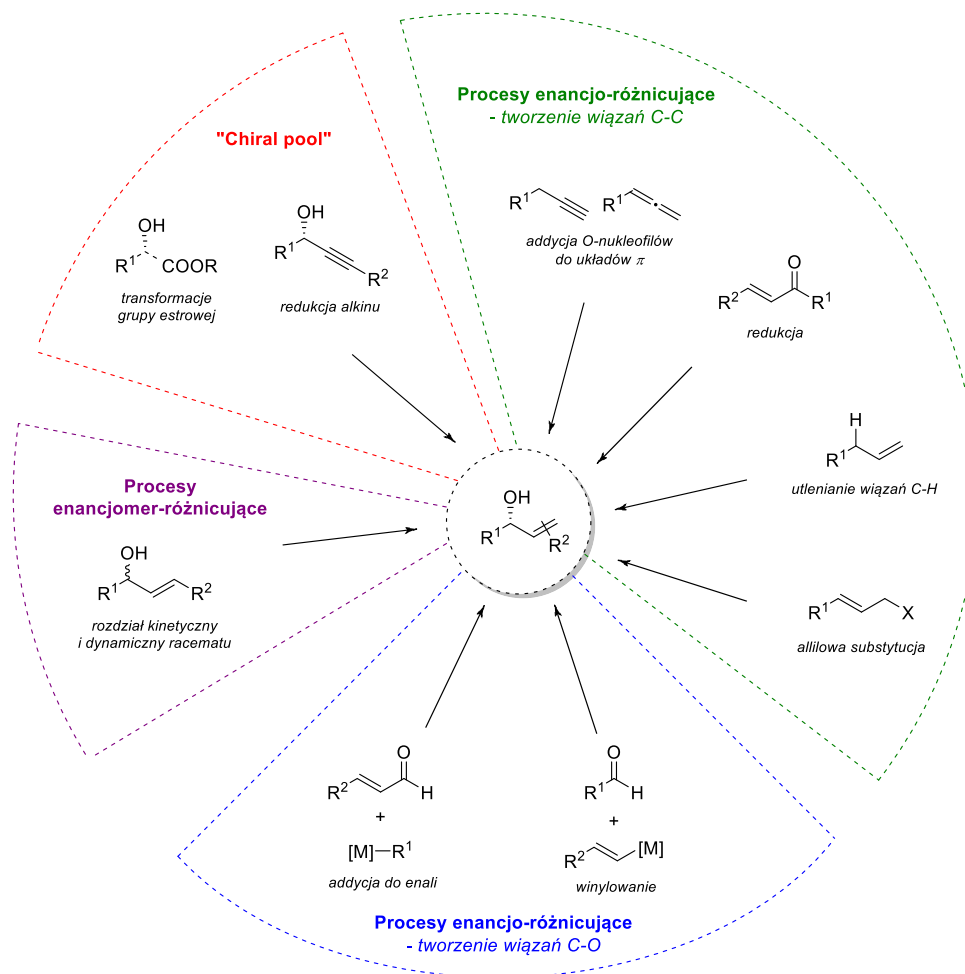 Procesy enancjo-różnicujące
- tworzenie wiązań C-C
"Chiral pool"
R¹
R¹
addycja O-nukleofilów
do układów π
OH
R¹
COOR
transformacje
grupy estrowej
OH
R¹
R²
redukcja alkinu
O
R²
R¹
redukcja
H
R¹
utlenianie wiązań C-H
Procesy
enancjomer-różnicujące
OH
R¹
R²
rozdział kinetyczny
i dynamiczny racematu
OH
R¹
R²
R¹
X
allilowa substytucja
O
R²
H
+
[M]—R¹
addycja do enali
O
R¹
H
+
R²
[M]
winylowanie
Procesy enancjo-różnicujące
- tworzenie wiązań C-O